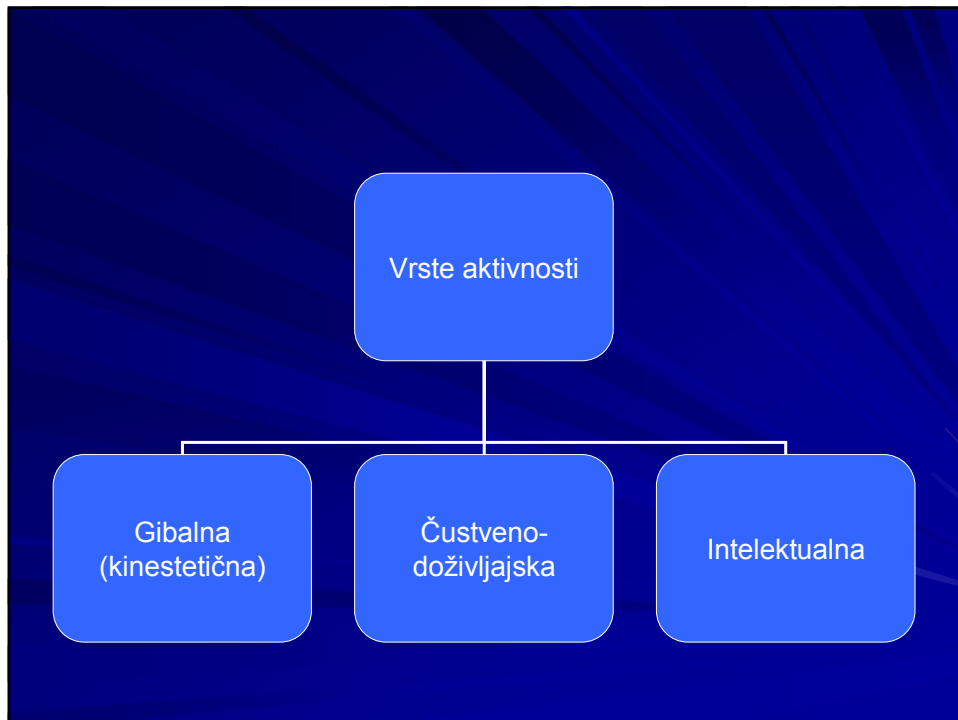 Vrste aktivnosti
Gibalna
(kinestetična)
Čustveno-
doživljajska
Intelektualna